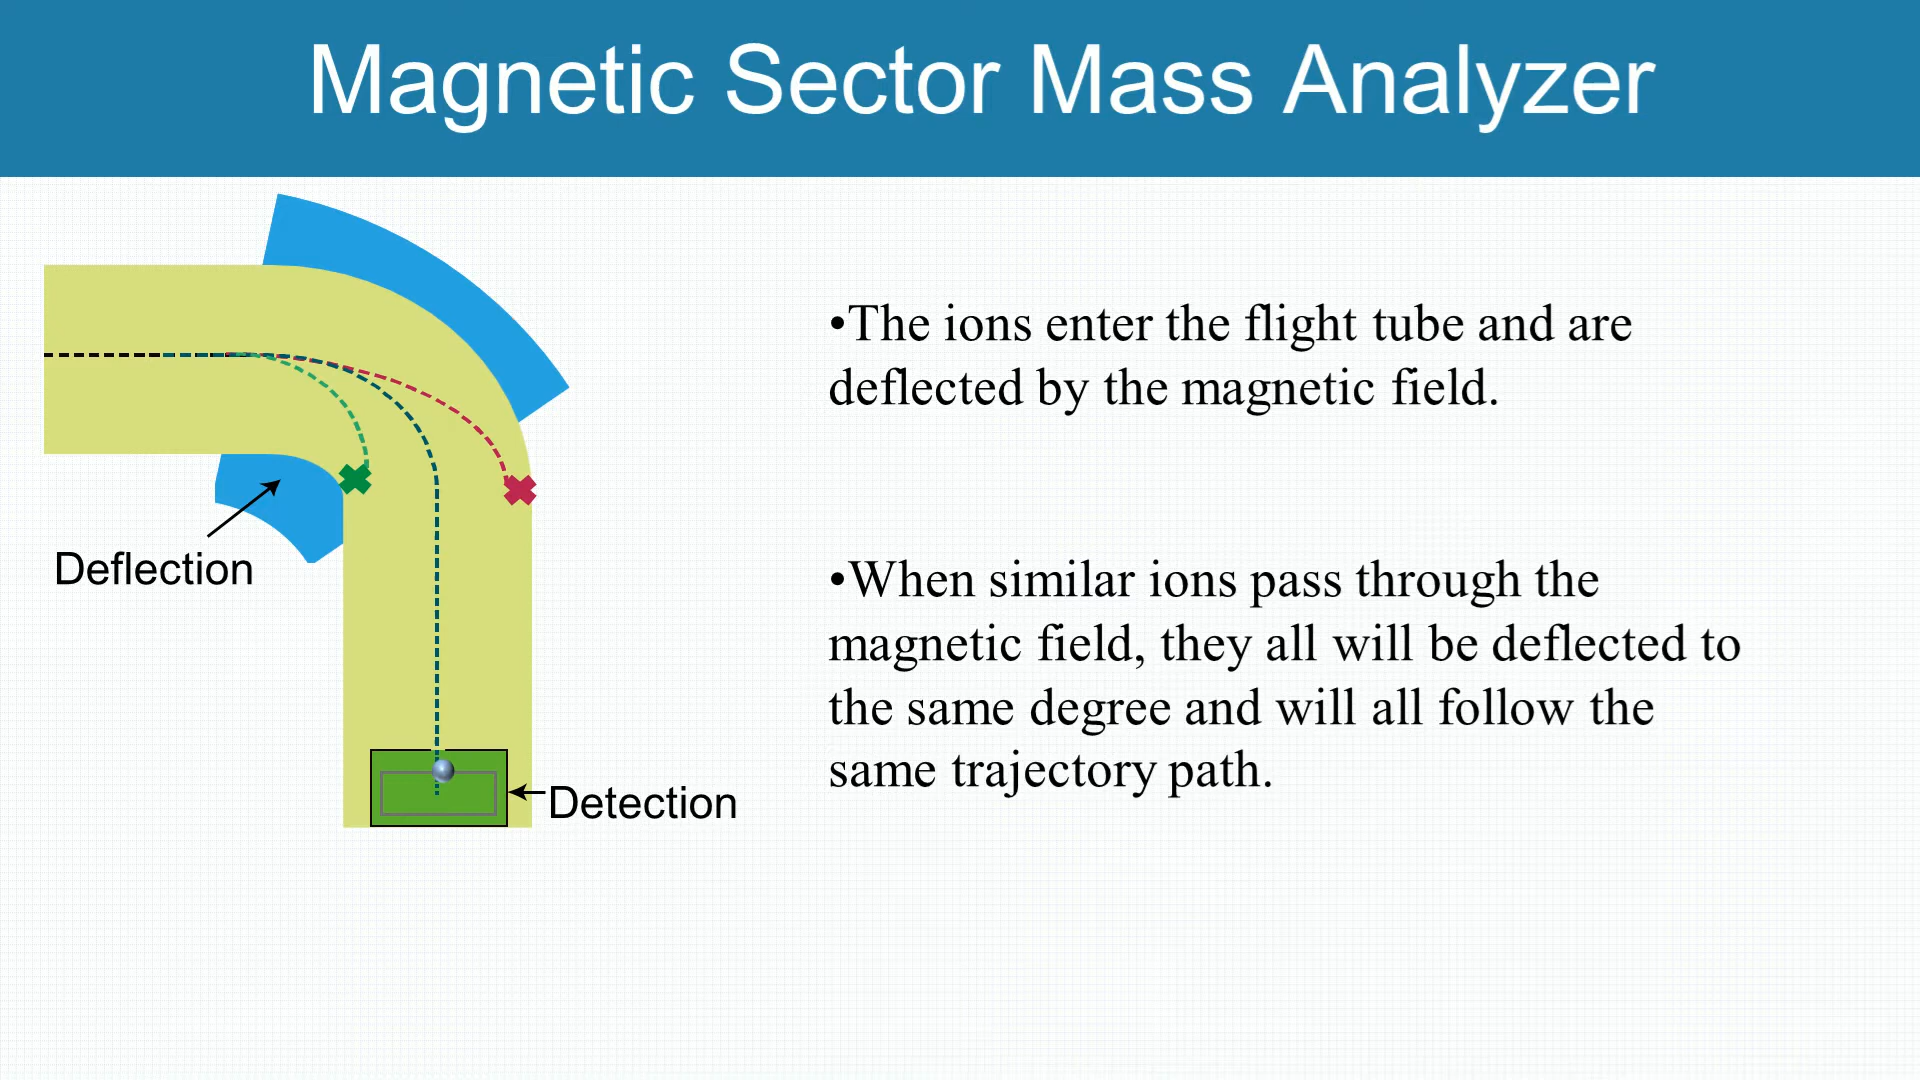 Magnetic Sector Mass Analyzer
•The ions enter the flight tube and are
deflected by the magnetic field.
•When similar ions pass through the
magnetic field, they all will be deflected to
the same degree and will all follow the
same trajectory path.
Deflection
Detection